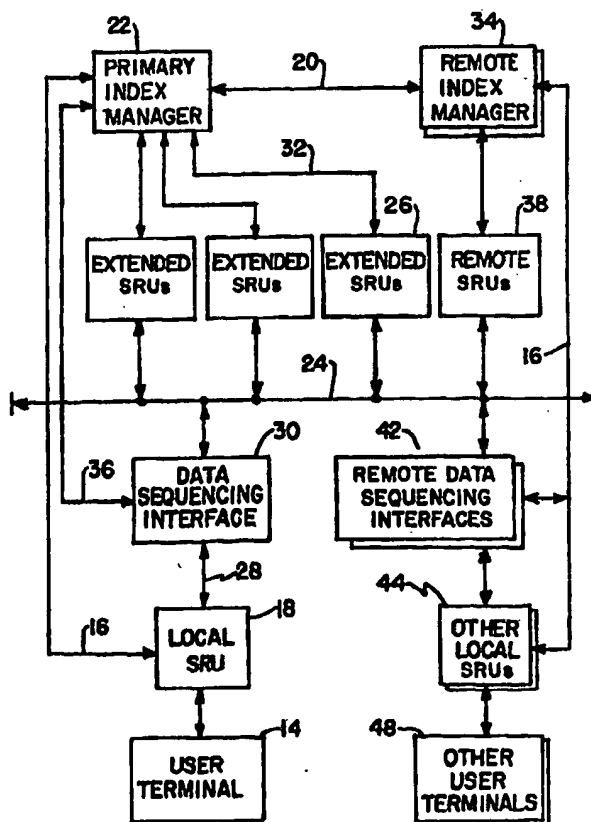 22
34
PRIMARY
INDEX
MANAGER
20
REMOTE
INDEX
MANAGER
32
26
38
EXTENDED
SRUs
EXTENDED
SRUs
EXTENDED
SRUs
REMOTE
SRUs
16
24
30
42
36
DATA
SEQUENCING
INTERFACE
REMOTE DATA
SEQUENCING
INTERFACES
28
44
16
18
LOCAL
SRU
OTHER
LOCAL
SRUs
14
48
USER
TERMINAL
OTHER
USER
TERMINALS